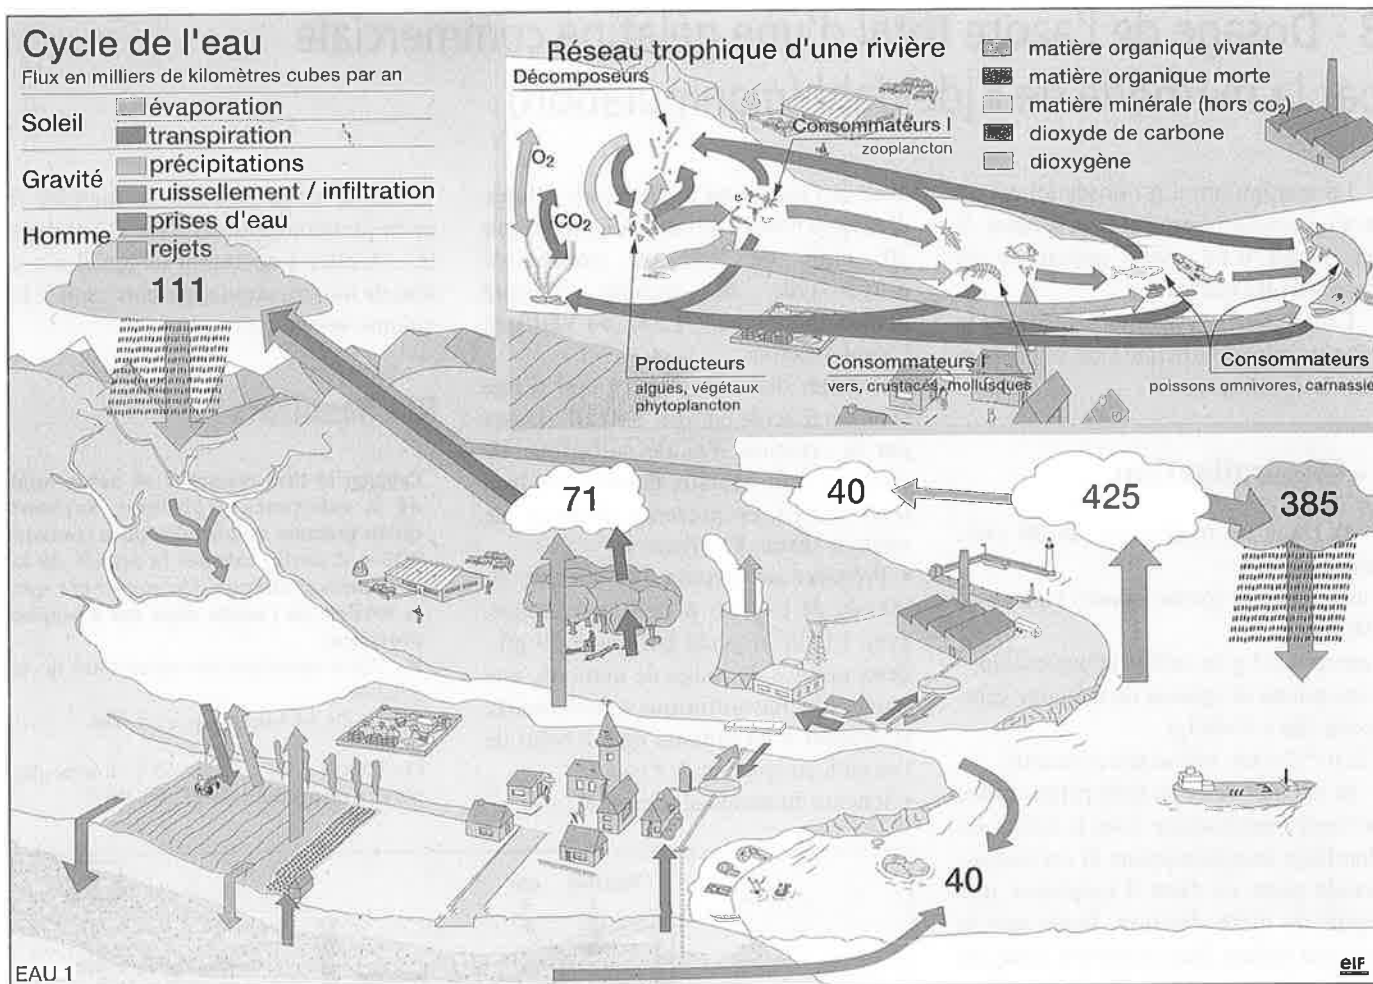 Cycle de l'eau
Flux en milliers de kilomètres cubes par an
Soleil
évaporation
transpiration
Gravité
précipitations
ruissellement / infiltration
Homme
prises d'eau
rejets
111
Réseau trophique d'une rivière
Décomposeurs
Consommateurs I
zooplancton
O₂
CO₂
matière organique vivante
matière organique morte
matière minérale (hors co₂)
dioxyde de carbone
dioxygène
Producteurs
algues, végétaux
phytoplancton
Consommateurs I
vers, crustacés, mollusques
Consommateurs
poissons omnivores, carnassie
71
40
425
385
40
EAU 1
elf